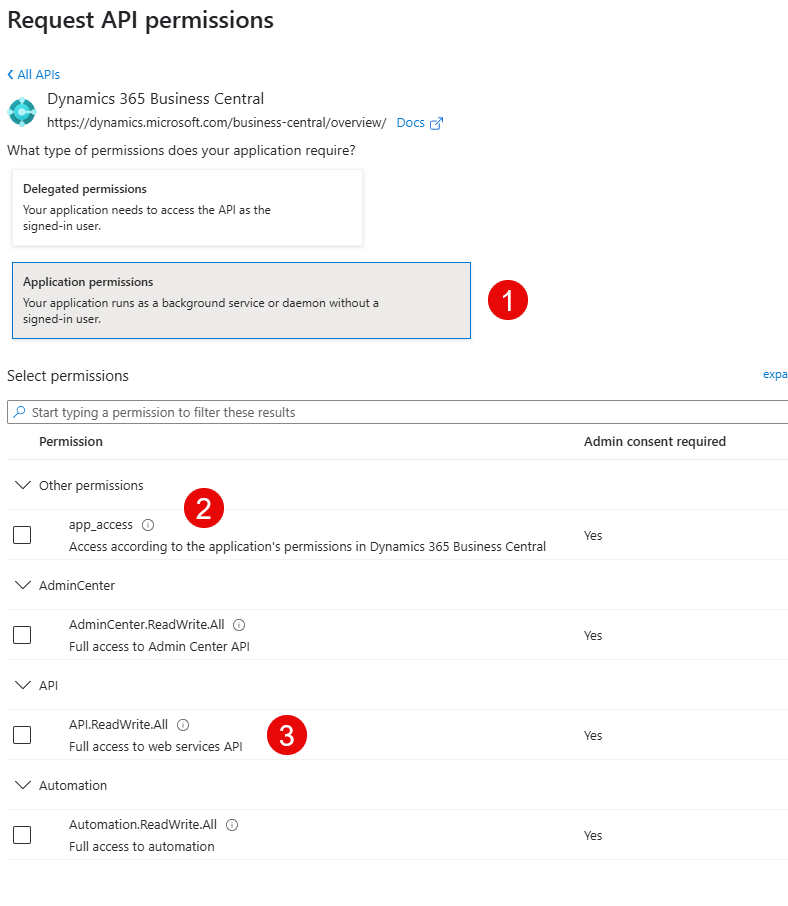 Request API permissions
All APIs
Dynamics 365 Business Central
https://dynamics.microsoft.com/business-central/overview/ Docs
What type of permissions does your application require?
Delegated permissions
Your application needs to access the API as the
signed-in user.
Application permissions
Your application runs as a background service or daemon without a
signed-in user.
1
Select permissions
expa
Start typing a permission to filter these results
Permission Admin consent required
Other permissions
2
app_access
Access according to the application's permissions in Dynamics 365 Business Central Yes
AdminCenter
AdminCenter.ReadWrite.All
Full access to Admin Center API Yes
API
API.ReadWrite.All
Full access to web services API Yes
3
Automation
Automation.ReadWrite.All
Full access to automation Yes